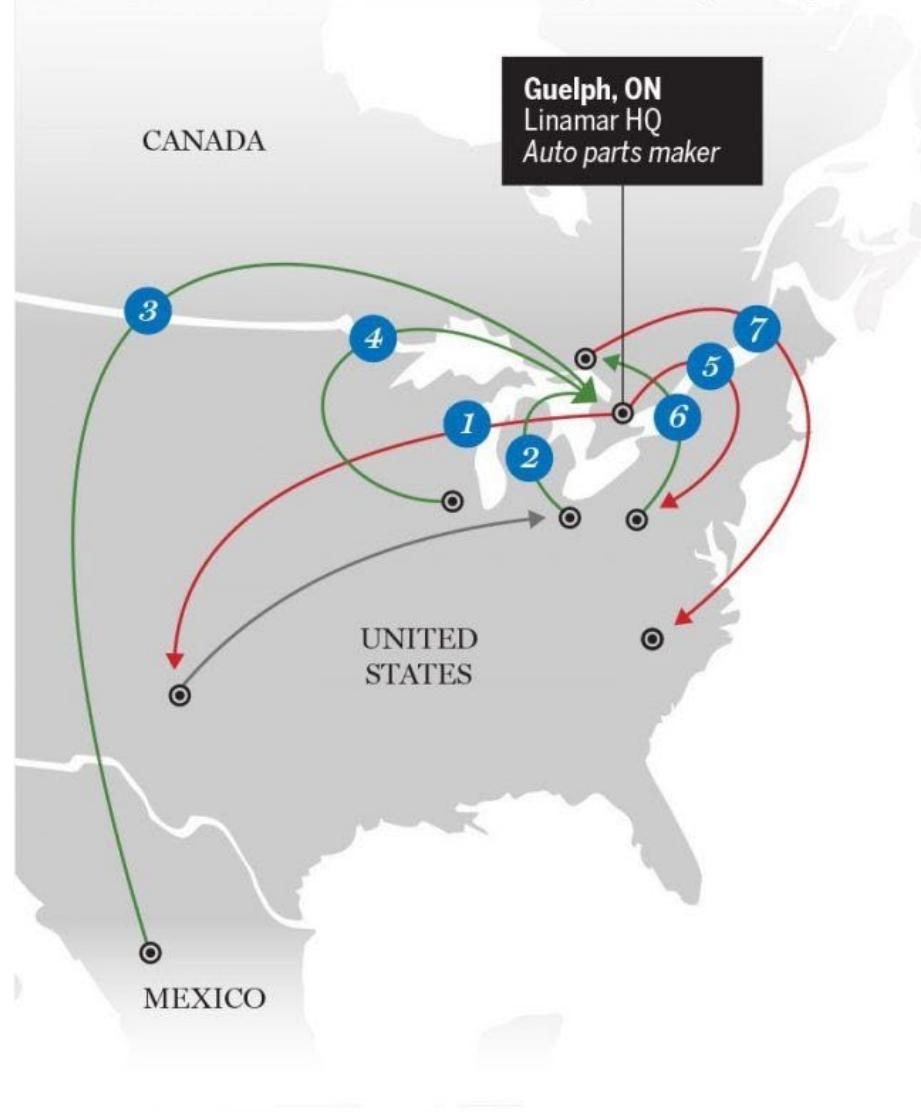 Guelph, ON
Linamar HQ
Auto parts maker
CANADA
3
4
7
5
6
1
2
UNITED
STATES
MEXICO